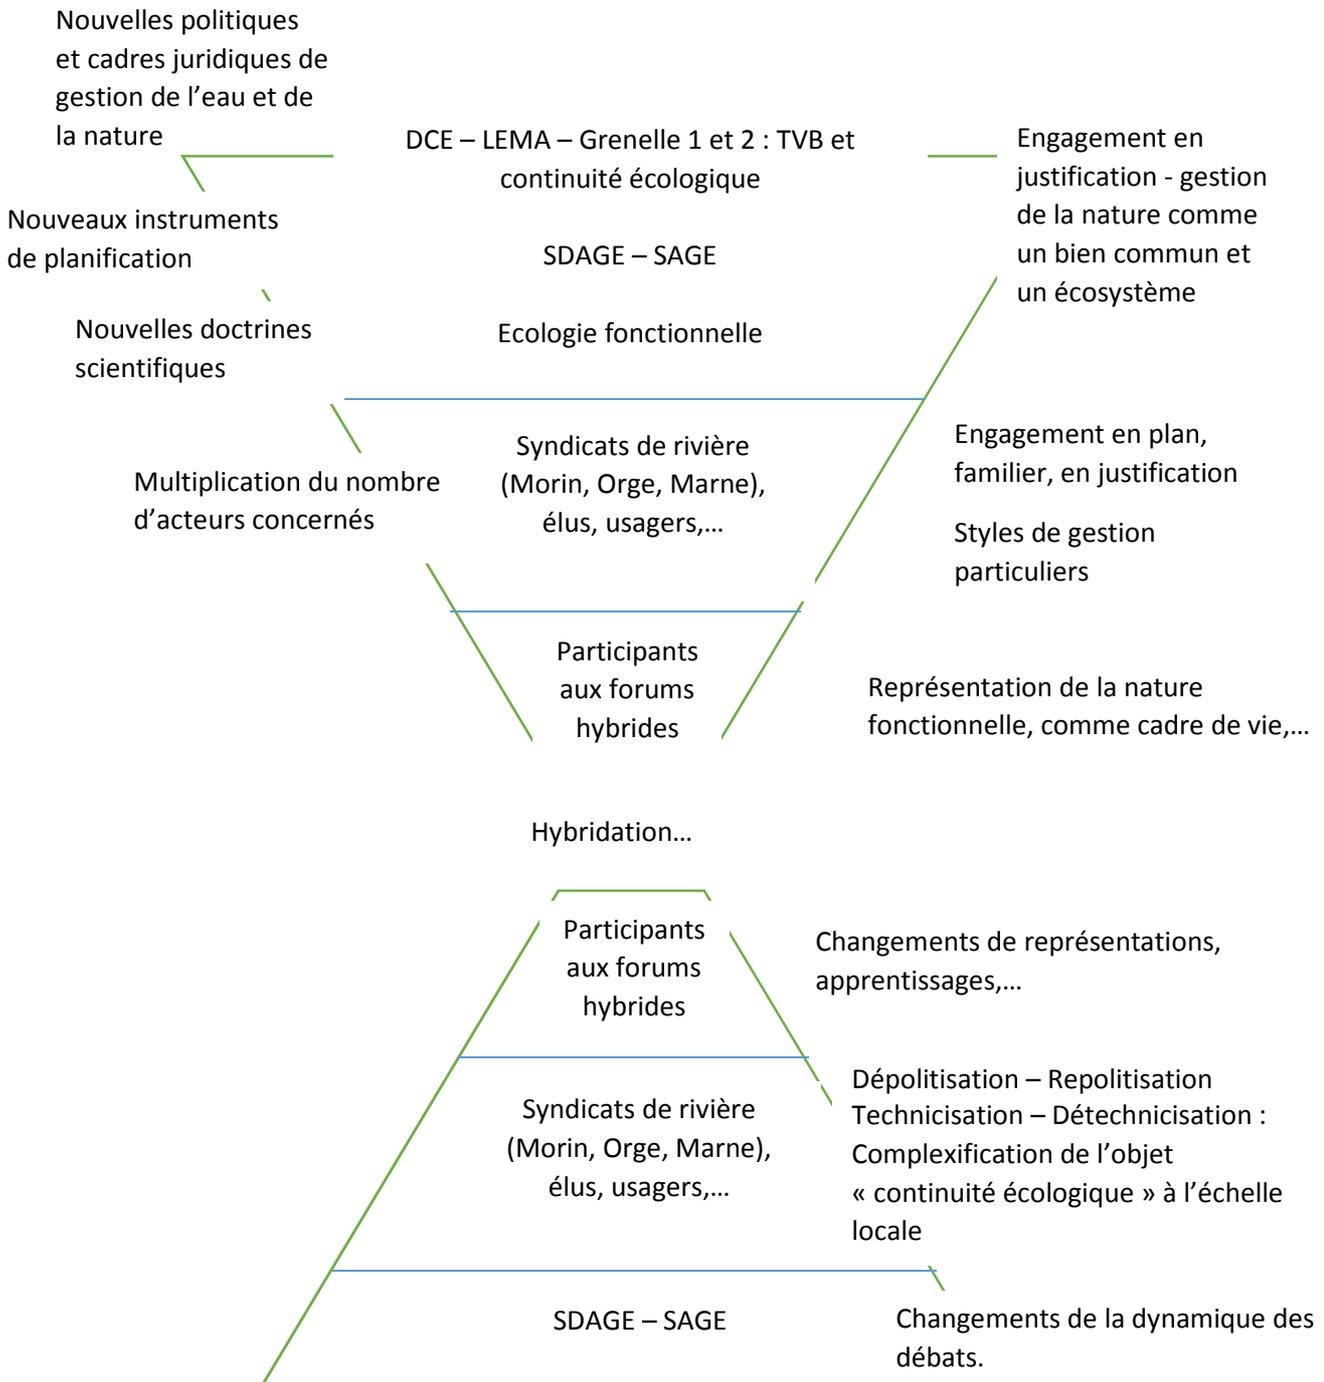 Nouvelles politiques
et cadres juridiques de
gestion de l’eau et de
la nature
DCE – LEMA – Grenelle 1 et 2 : TVB et
continuité écologique
Engagement en
justification - gestion
de la nature comme
un bien commun et
un écosystème
Nouveaux instruments
de planification
SDAGE – SAGE
Nouvelles doctrines
scientifiques
Ecologie fonctionnelle
Multiplication du nombre
d’acteurs concernés
Syndicats de rivière
(Morin, Orge, Marne),
élus, usagers,…
Engagement en plan,
familier, en justification
Styles de gestion
particuliers
Participants
aux forums
hybrides
Représentation de la nature
fonctionnelle, comme cadre de vie,…
Hybridation…
Participants
aux forums
hybrides
Changements de représentations,
apprentissages,…
Syndicats de rivière
(Morin, Orge, Marne),
élus, usagers,…
Dépolitisation – Repolitisation
Technicisation – Détechnicisation :
Complexification de l’objet
« continuité écologique » à l’échelle
locale
SDAGE – SAGE
Changements de la dynamique des
débats.